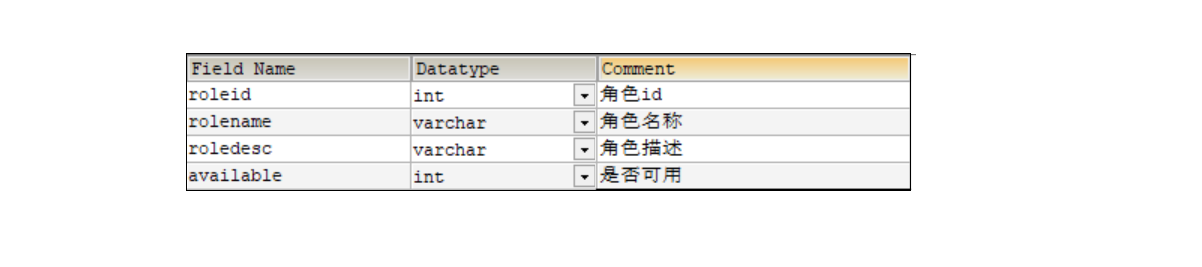 Field Name Datatype Comment
roleid int 角色id
rolename varchar 角色名称
roledesc varchar 角色描述
available int 是否可用